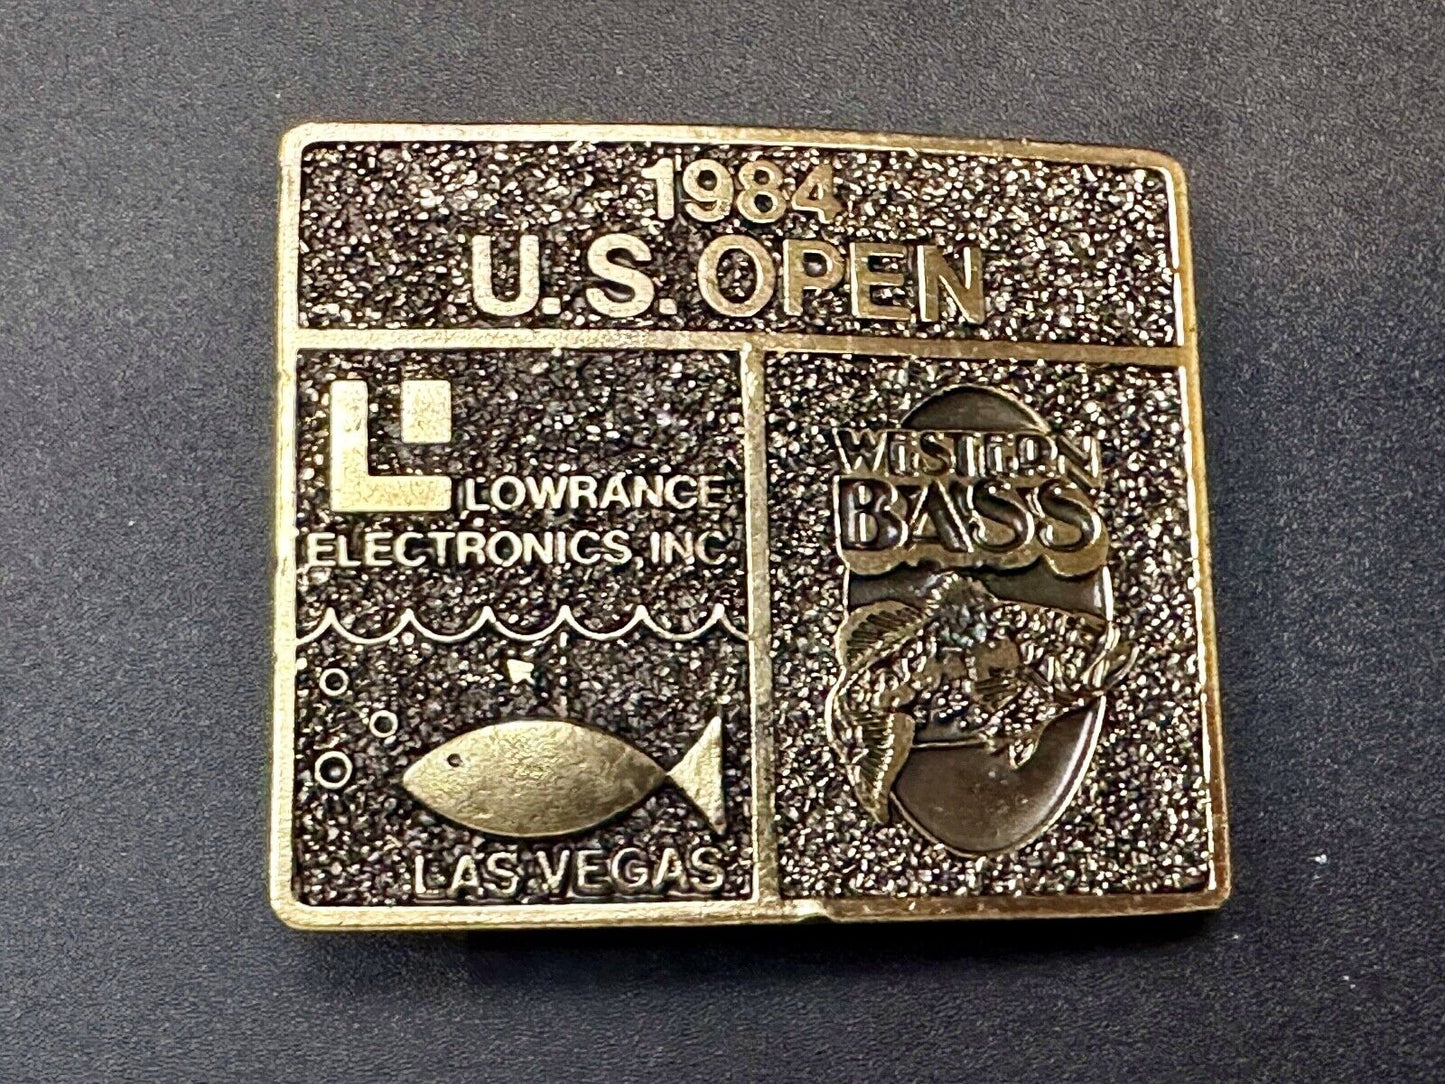 1984
U.S. OPEN
LOWRANCE
ELECTRONICS, INC.
LAS VEGAS
WESTERN
BASS